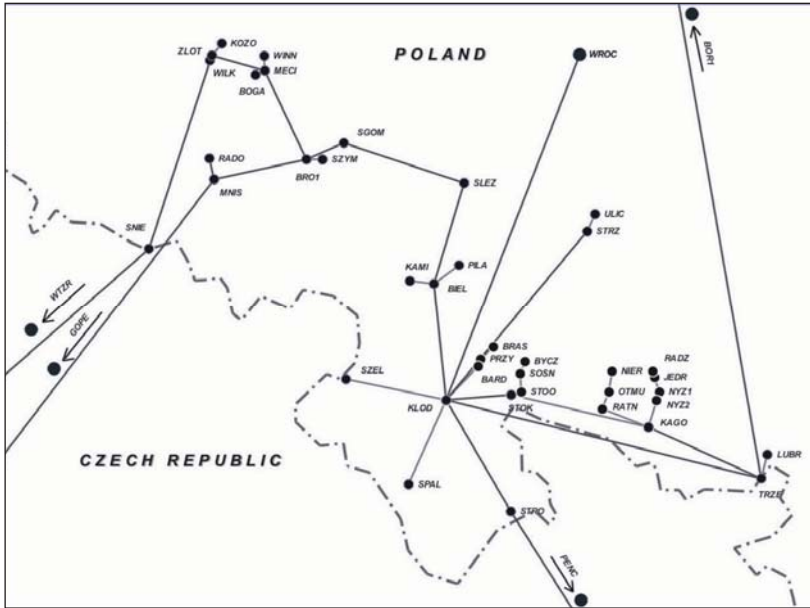 KOZO
ZLOT
WINN
POLAND
BOR1
WROC
WILK
MECI
BOGA
SGOM
RADO
SZYM
BRO1
MNIS
SLEZ
ULIC
SNIE
STRZ
KAMI
PILA
WTZR
BIEL
GOPE
BRAS
PRZY
BYCZ
RADZ
SZEL
BARD
SOŚN
NIER
JEDR
KLOD
STOO
OTMU
NYZ1
STOK
RATN
NYZ2
KAGO
CZECH REPUBLIC
LUBR
SPAL
TRZE
STRO
PENC